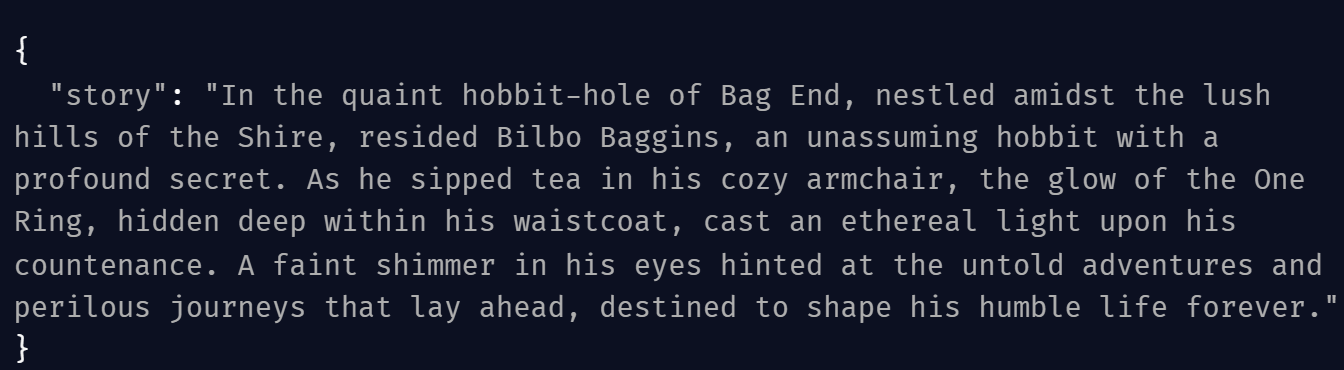 {
  "story": "In the quaint hobbit-hole of Bag End, nestled amidst the lush
hills of the Shire, resided Bilbo Baggins, an unassuming hobbit with a
profound secret. As he sipped tea in his cozy armchair, the glow of the One
Ring, hidden deep within his waistcoat, cast an ethereal light upon his
countenance. A faint shimmer in his eyes hinted at the untold adventures and
perilous journeys that lay ahead, destined to shape his humble life forever."
}